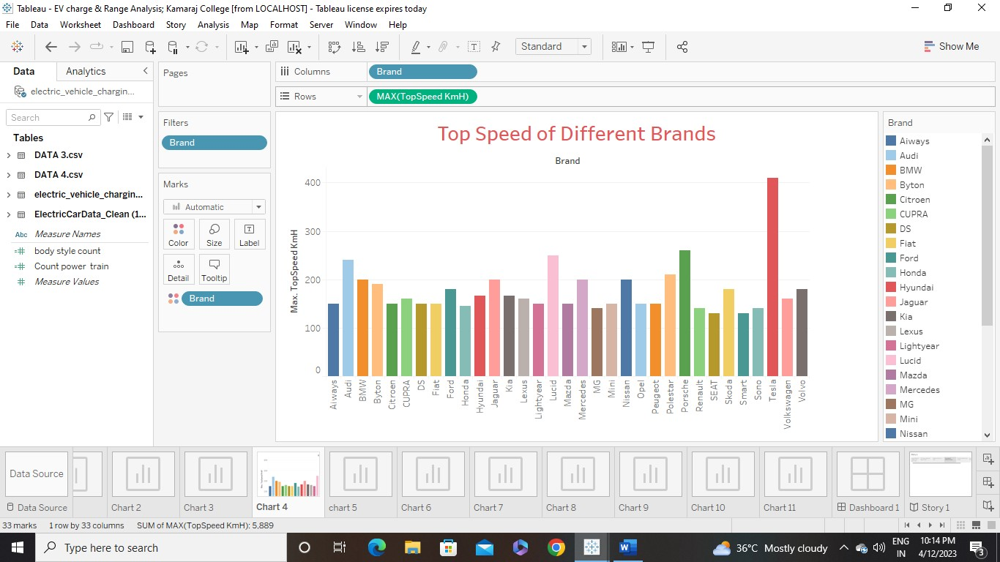 Tableau - EV charge & Range Analysis; Kamaraj College [from LOCALHOST] - Tableau license expires today
File Data Worksheet Dashboard Story Analysis Map Format Server Window Help
Standard
Show Me
Data Analytics
electric_vehicle_chargin...
Search
Tables
DATA 3.csv
DATA 4.csv
electric_vehicle_chargin...
ElectricCarData_Clean (1...
Abc Measure Names
body style count
Count power train
Measure Values
Pages
Filters
Brand
Marks
Automatic
Color Size Label
Detail Tooltip
Brand
Columns Brand
Rows MAX(TopSpeed KmH)
Top Speed of Different Brands
Brand
Max. TopSpeed KmH
400
300
200
100
0
Aiways
Audi
BMW
Byton
Citroen
CUPRA
DS
Fiat
Ford
Honda
Hyundai
Jaguar
Kia
Lexus
Lightyear
Lucid
Mazda
Mercedes
MG
Mini
Nissan
Opel
Peugeot
Polestar
Porsche
Renault
SEAT
Skoda
Smart
Sono
Tesla
Volkswagen
Volvo
Brand
Aiways
Audi
BMW
Byton
Citroen
CUPRA
DS
Fiat
Ford
Honda
Hyundai
Jaguar
Kia
Lexus
Lightyear
Lucid
Mazda
Mercedes
MG
Mini
Nissan
Data Source
Data Source Chart 2 Chart 3 Chart 4 chart 5 Chart 6 Chart 7 Chart 8 Chart 9 Chart 10 Chart 11 Dashboard 1 Story 1
33 marks 1 row by 33 columns SUM of MAX(TopSpeed KmH): 5,889
Type here to search
36°C Mostly cloudy
ENG
IN
10:14 PM
4/12/2023
3